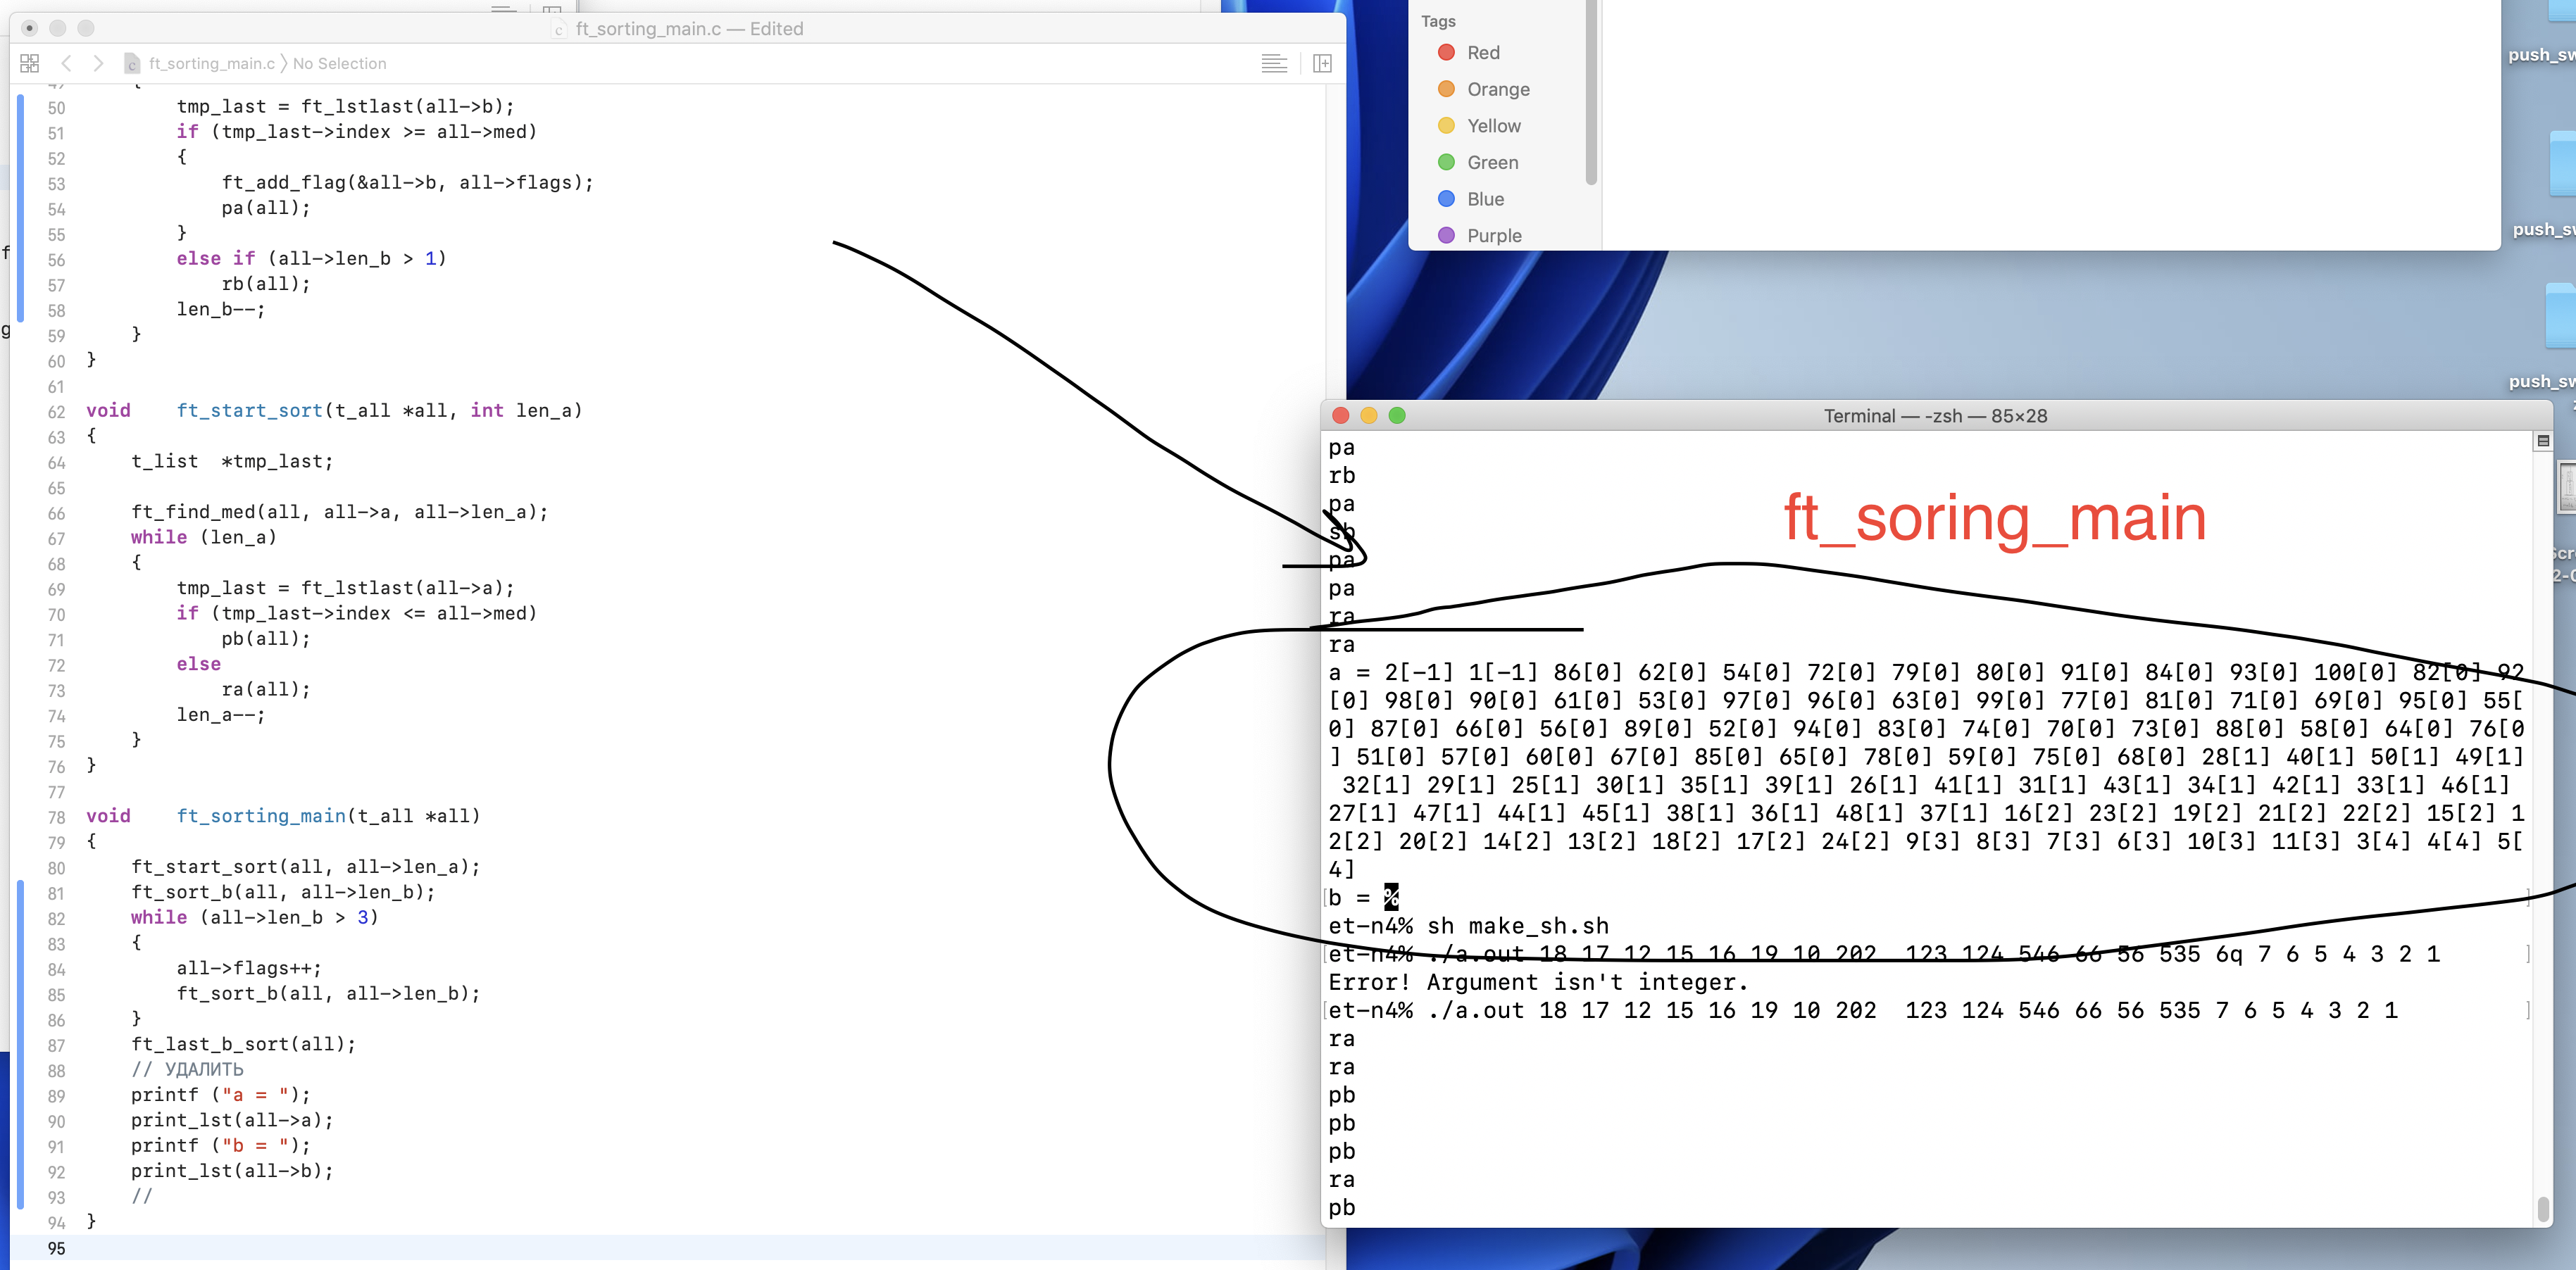 ft_sorting_main.c — Edited
ft_sorting_main.c 〉 No Selection
50 tmp_last = ft_lstlast(all->b);
51 if (tmp_last->index >= all->med)
52 {
53 ft_add_flag(&all->b, all->flags);
54 pa(all);
55 }
56 else if (all->len_b > 1)
57 rb(all);
58 len_b--;
59 }
60 }
61
62 void ft_start_sort(t_all *all, int len_a)
63 {
64 t_list *tmp_last;
65
66 ft_find_med(all, all->a, all->len_a);
67 while (len_a)
68 {
69 tmp_last = ft_lstlast(all->a);
70 if (tmp_last->index <= all->med)
71 pb(all);
72 else
73 ra(all);
74 len_a--;
75 }
76 }
77
78 void ft_sorting_main(t_all *all)
79 {
80 ft_start_sort(all, all->len_a);
81 ft_sort_b(all, all->len_b);
82 while (all->len_b > 3)
83 {
84 all->flags++;
85 ft_sort_b(all, all->len_b);
86 }
87 ft_last_b_sort(all);
88 // УДАЛИТЬ
89 printf ("a = ");
90 print_lst(all->a);
91 printf ("b = ");
92 print_lst(all->b);
93 //
94 }
95
Tags
Red
Orange
Yellow
Green
Blue
Purple
push_sw
push_sw
push_sw
Terminal — -zsh — 85×28
pa
rb
pa
sb
pa
pa
ra
ra
ft_soring_main
a = 2[-1] 1[-1] 86[0] 62[0] 54[0] 72[0] 79[0] 80[0] 91[0] 84[0] 93[0] 100[0] 82[0] 92
[0] 98[0] 90[0] 61[0] 53[0] 97[0] 96[0] 63[0] 99[0] 77[0] 81[0] 71[0] 69[0] 95[0] 55[
0] 87[0] 66[0] 56[0] 89[0] 52[0] 94[0] 83[0] 74[0] 70[0] 73[0] 88[0] 58[0] 64[0] 76[0
] 51[0] 57[0] 60[0] 67[0] 85[0] 65[0] 78[0] 59[0] 75[0] 68[0] 28[1] 40[1] 50[1] 49[1]
32[1] 29[1] 25[1] 30[1] 35[1] 39[1] 26[1] 41[1] 31[1] 43[1] 34[1] 42[1] 33[1] 46[1]
27[1] 47[1] 44[1] 45[1] 38[1] 36[1] 48[1] 37[1] 16[2] 23[2] 19[2] 21[2] 22[2] 15[2] 1
2[2] 20[2] 14[2] 13[2] 18[2] 17[2] 24[2] 9[3] 8[3] 7[3] 6[3] 10[3] 11[3] 3[4] 4[4] 5[
4]
[b = % ]
et-n4% sh make_sh.sh
[et-n4% ./a.out 18 17 12 15 16 19 10 202  123 124 546 66 56 535 6q 7 6 5 4 3 2 1 ]
Error! Argument isn't integer.
[et-n4% ./a.out 18 17 12 15 16 19 10 202  123 124 546 66 56 535 7 6 5 4 3 2 1 ]
ra
ra
pb
pb
pb
ra
pb